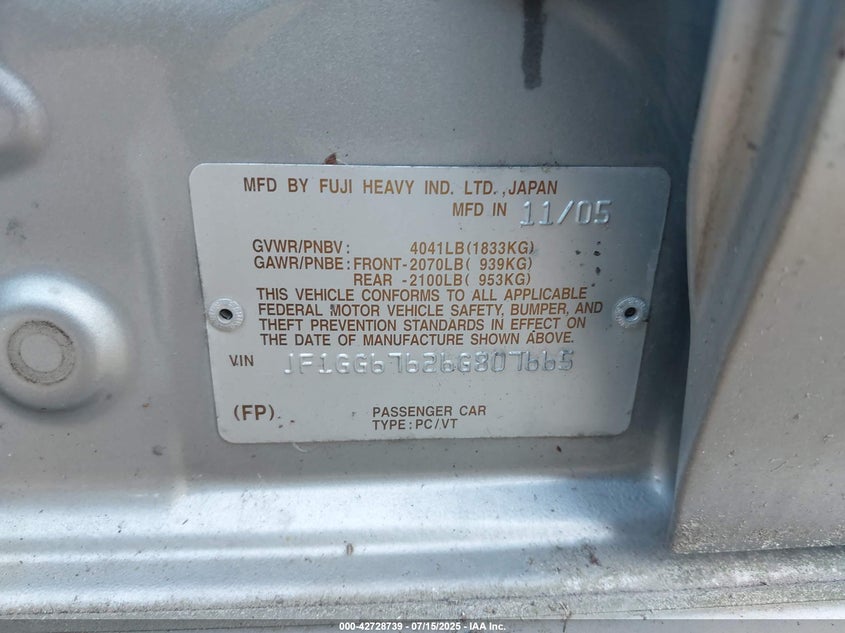 MFD BY FUJI HEAVY IND. LTD.,JAPAN
MFD IN 11/05
GVWR/PNBV: 4041LB(1833KG)
GAWR/PNBE:FRONT-2070LB( 939KG)
REAR -2100LB( 953KG)
THIS VEHICLE CONFORMS TO ALL APPLICABLE
FEDERAL MOTOR VEHICLE SAFETY, BUMPER, AND
THEFT PREVENTION STANDARDS IN EFFECT ON
THE DATE OF MANUFACTURE SHOWN ABOVE.
VIN JF1GG67626G807665
(FP) PASSENGER CAR
TYPE:PC/VT
000-42728739 - 07/15/2025 - IAA Inc.